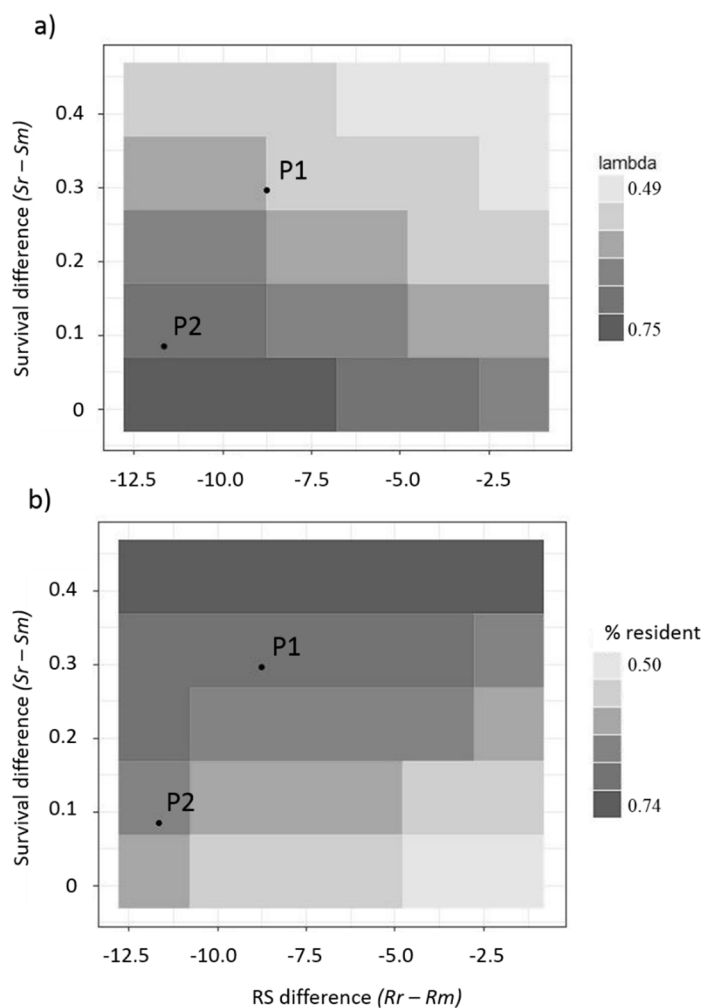 a)
Survival difference (Sr – Sm)
0.4
0.3
0.2
0.1
0
P1
P2
lambda
0.49
0.75
-12.5 -10.0 -7.5 -5.0 -2.5
b)
Survival difference (Sr – Sm)
0.4
0.3
0.2
0.1
0
P1
P2
% resident
0.50
0.74
-12.5 -10.0 -7.5 -5.0 -2.5
RS difference (Rr – Rm)